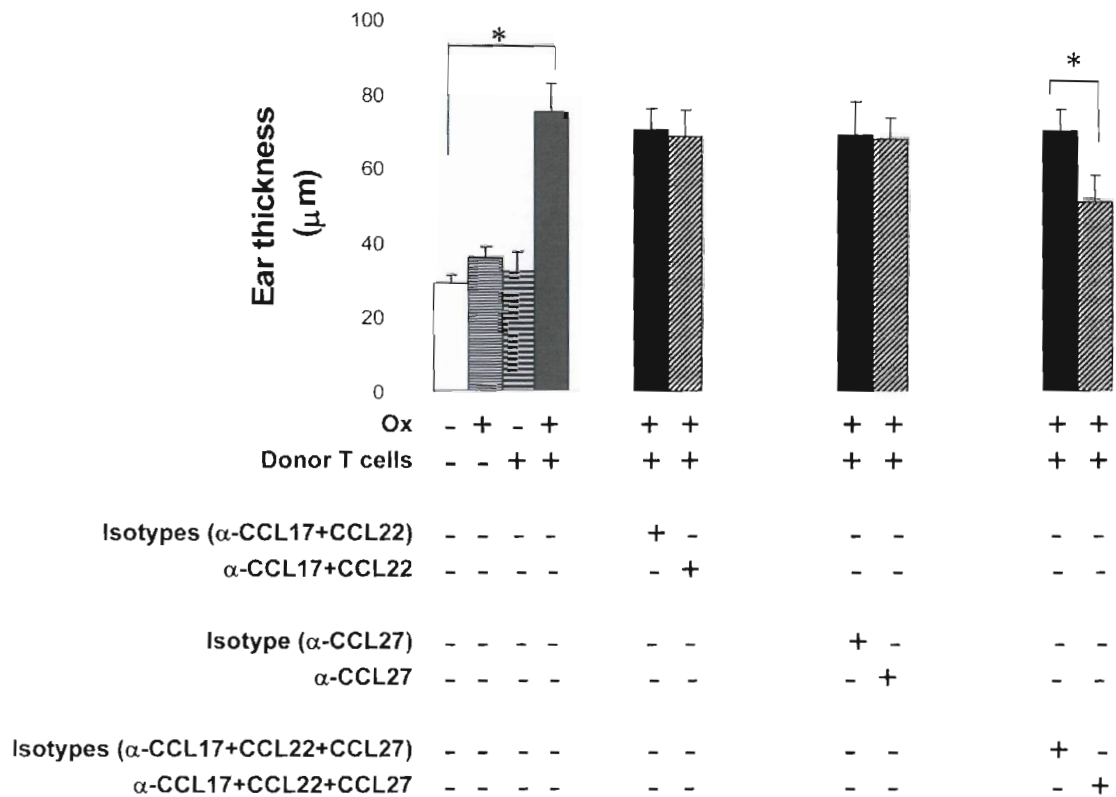 100
*
*
80
Ear thickness
(μm)
60
40
20
0
Ox - + - + + + + + + +
Donor T cells - - + + + + + + + +
Isotypes (α-CCL17+CCL22) - - - - + - - - - -
α-CCL17+CCL22 - - - - - + - - - -
Isotype (α-CCL27) - - - - - - + - - -
α-CCL27 - - - - - - - + - -
Isotypes (α-CCL17+CCL22+CCL27) - - - - - - - - + -
α-CCL17+CCL22+CCL27 - - - - - - - - - +